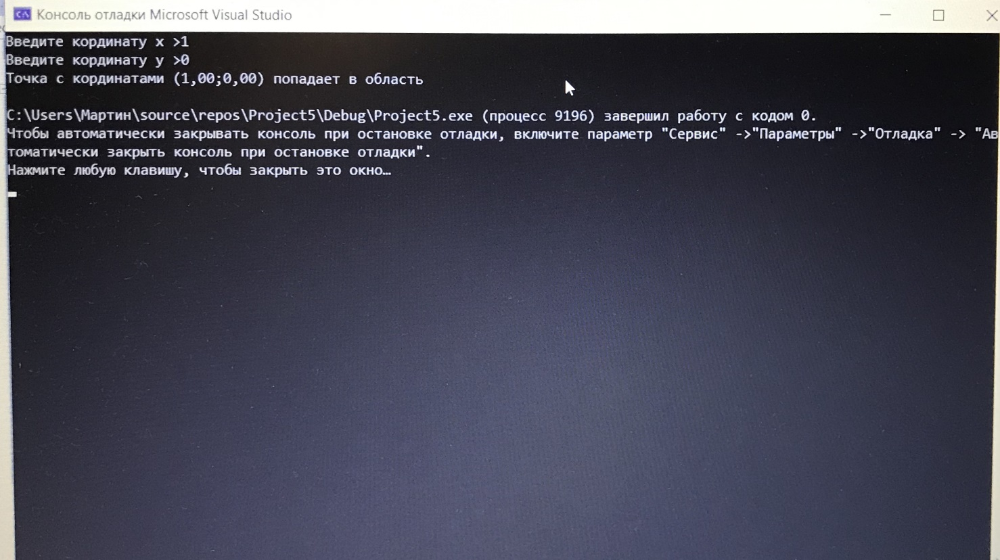 Консоль отладки Microsoft Visual Studio
Введите кординату x >1
Введите кординату y >0
Точка с кординатами (1,00;0,00) попадает в область
C:\Users\Мартин\source\repos\Project5\Debug\Project5.exe (процесс 9196) завершил работу с кодом 0.
Чтобы автоматически закрывать консоль при остановке отладки, включите параметр "Сервис" ->"Параметры" ->"Отладка" -> "Ав
томатически закрыть консоль при остановке отладки".
Нажмите любую клавишу, чтобы закрыть это окно…